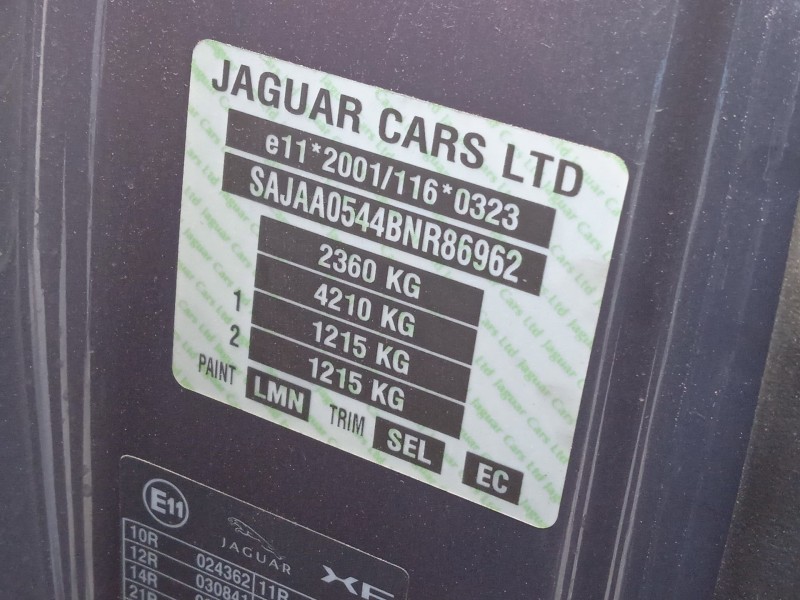 JAGUAR CARS LTD
e11*2001/116*0323
SAJAA0544BNR86962
2360 KG
4210 KG
1 1215 KG
2 1215 KG
PAINT LMN TRIM SEL EC
E11 JAGUAR XF
10R
12R 024362 11R
14R 030841
21R